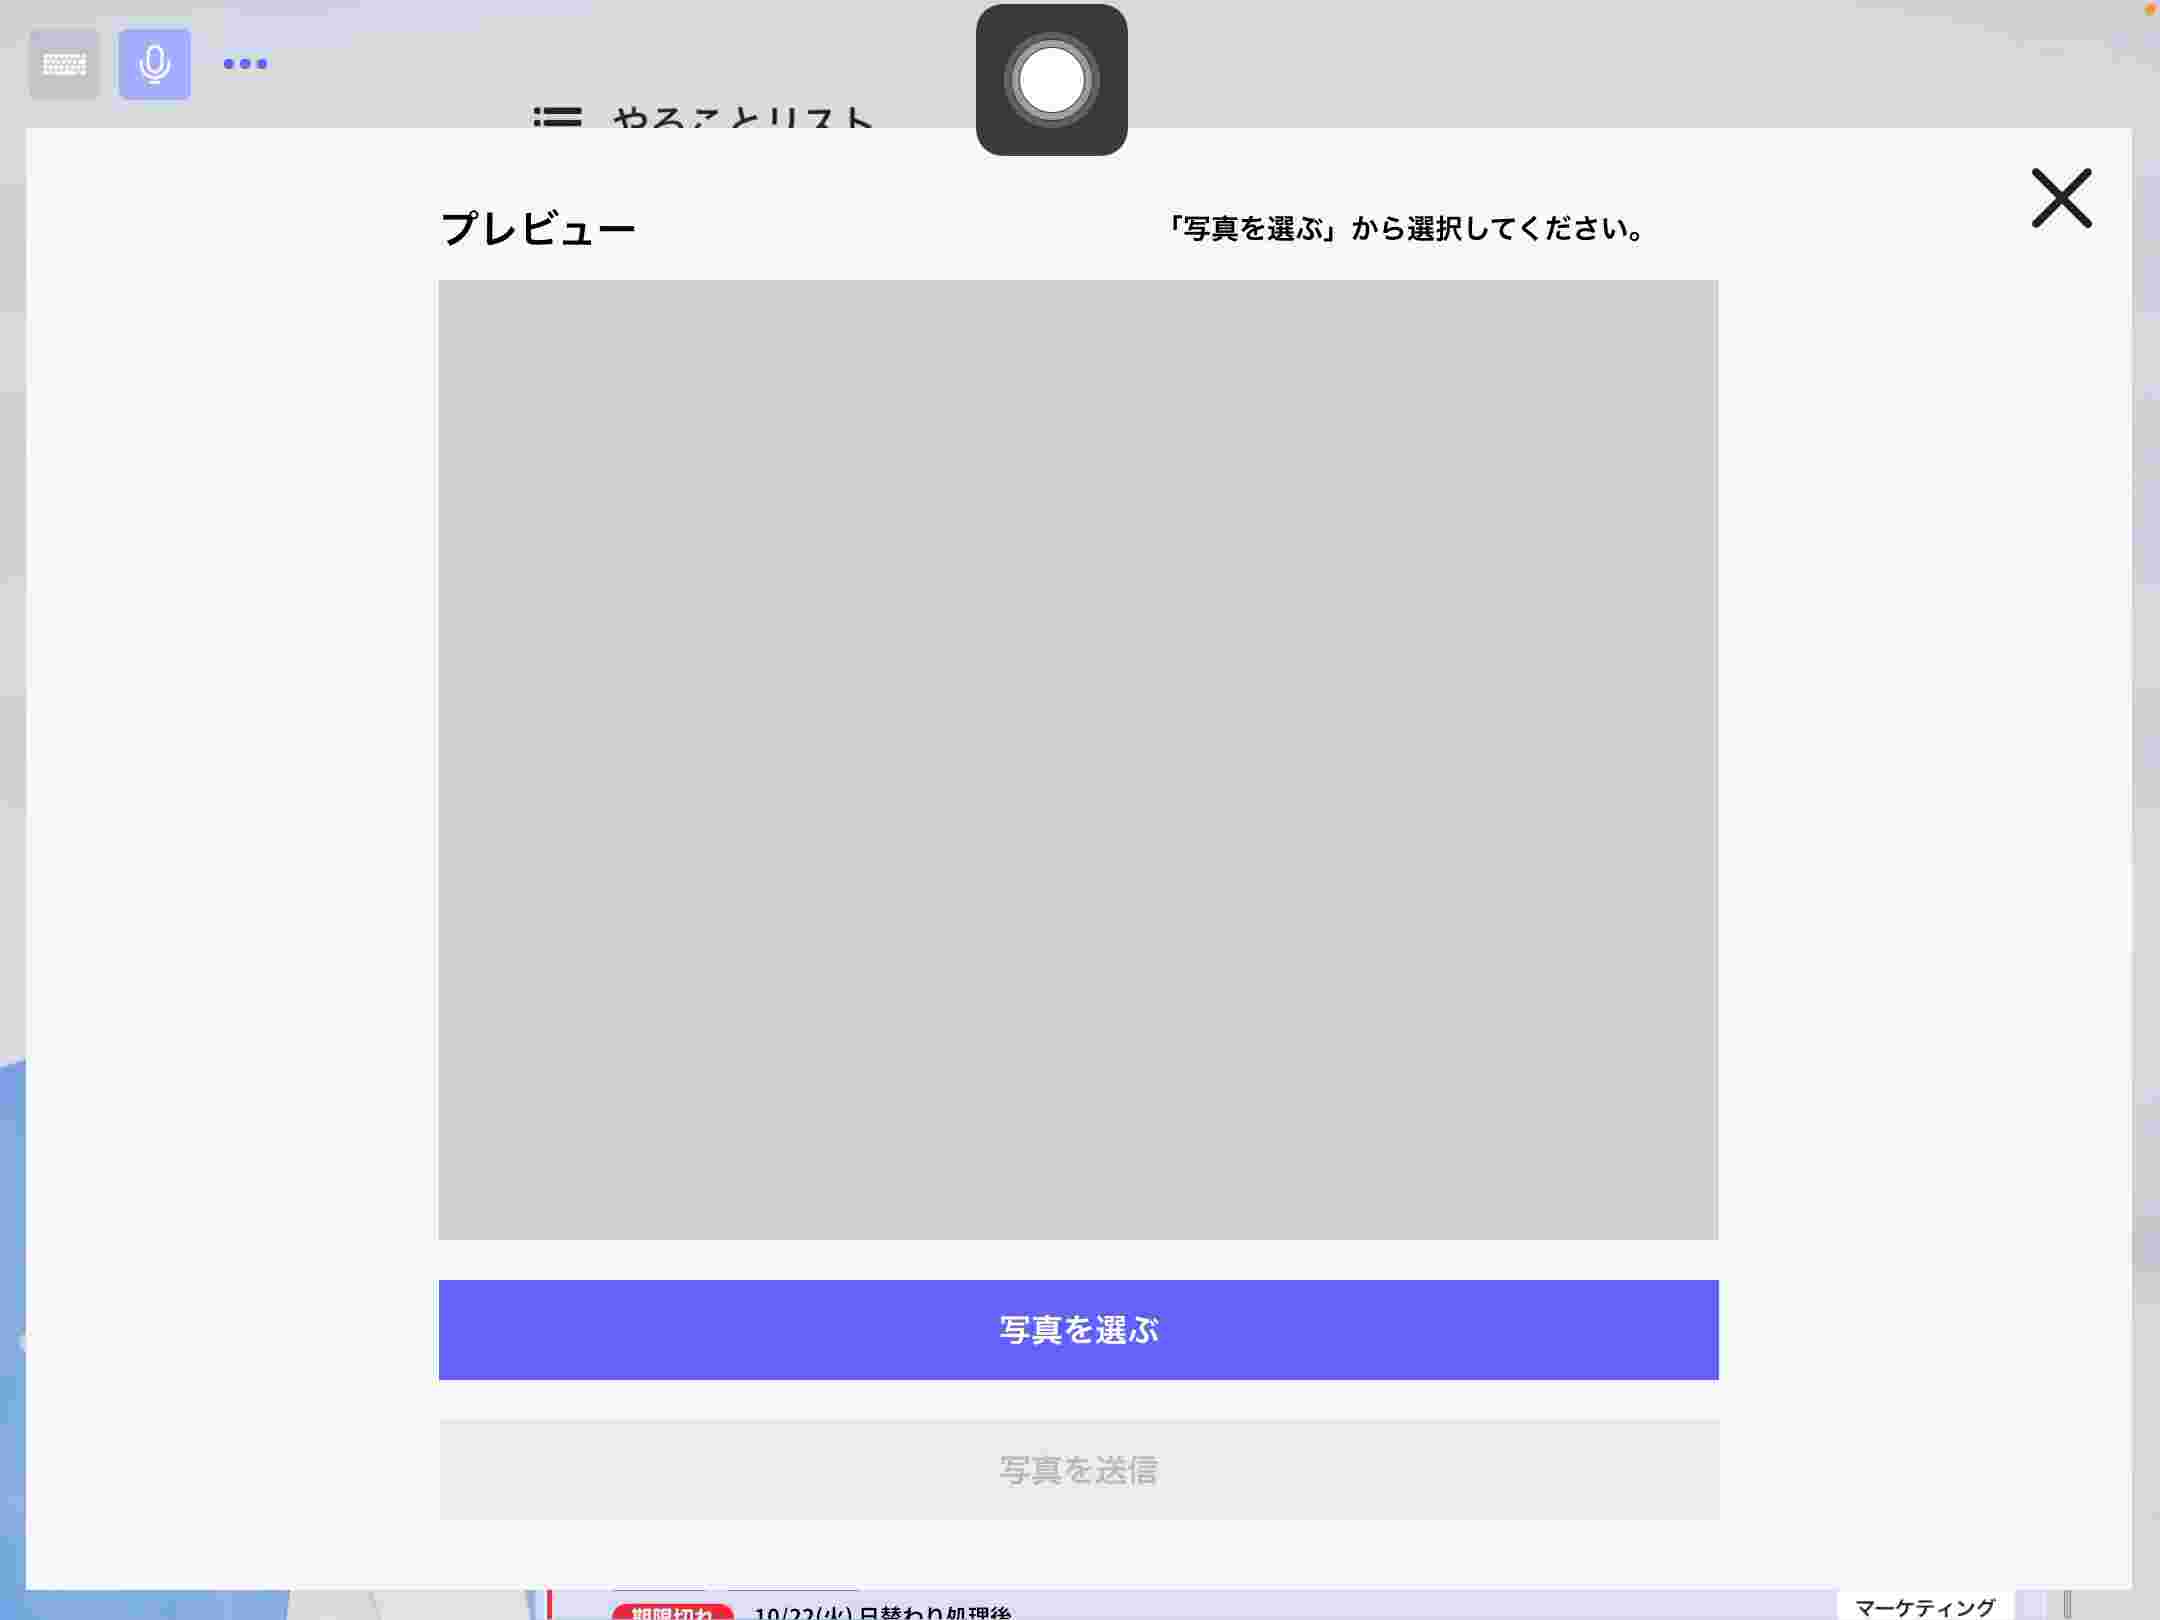 やることリスト
プレビュー
「写真を選ぶ」から選択してください。
写真を選ぶ
写真を送信
期限切れ 10/22(火) 日替わり処理後
マーケティング